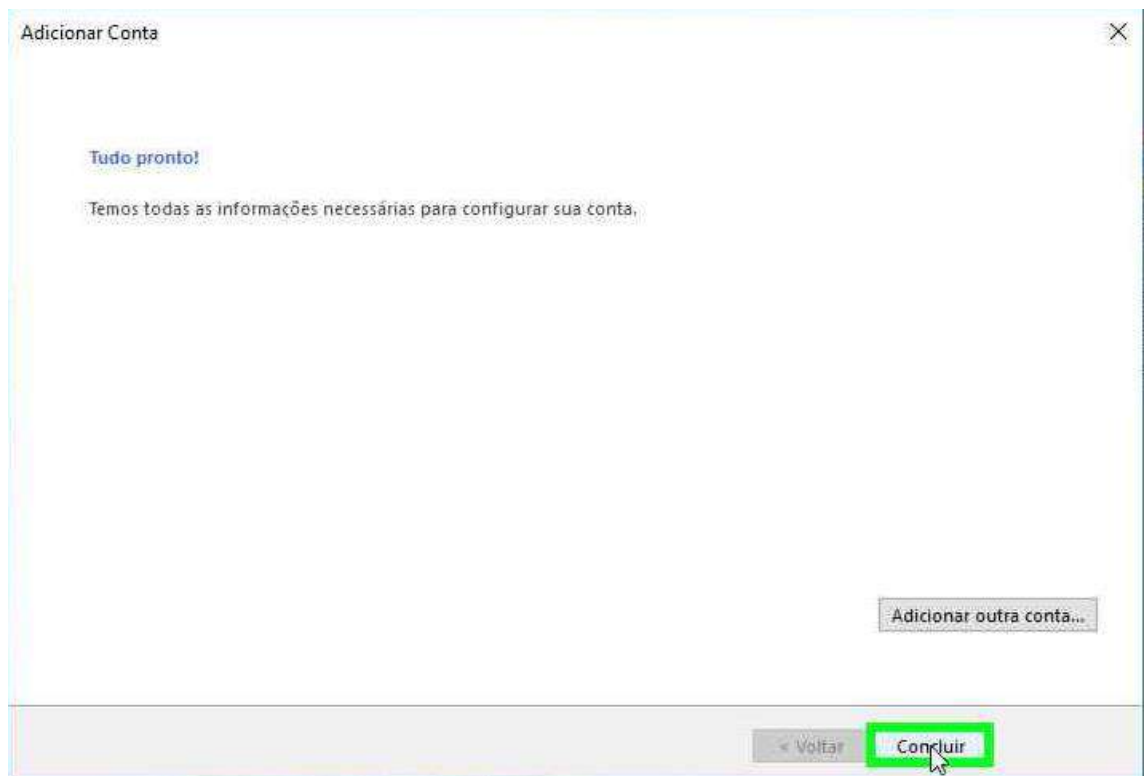 Adicionar Conta
Tudo pronto!
Temos todas as informações necessárias para configurar sua conta.
Adicionar outra conta...
< Voltar
Concluir